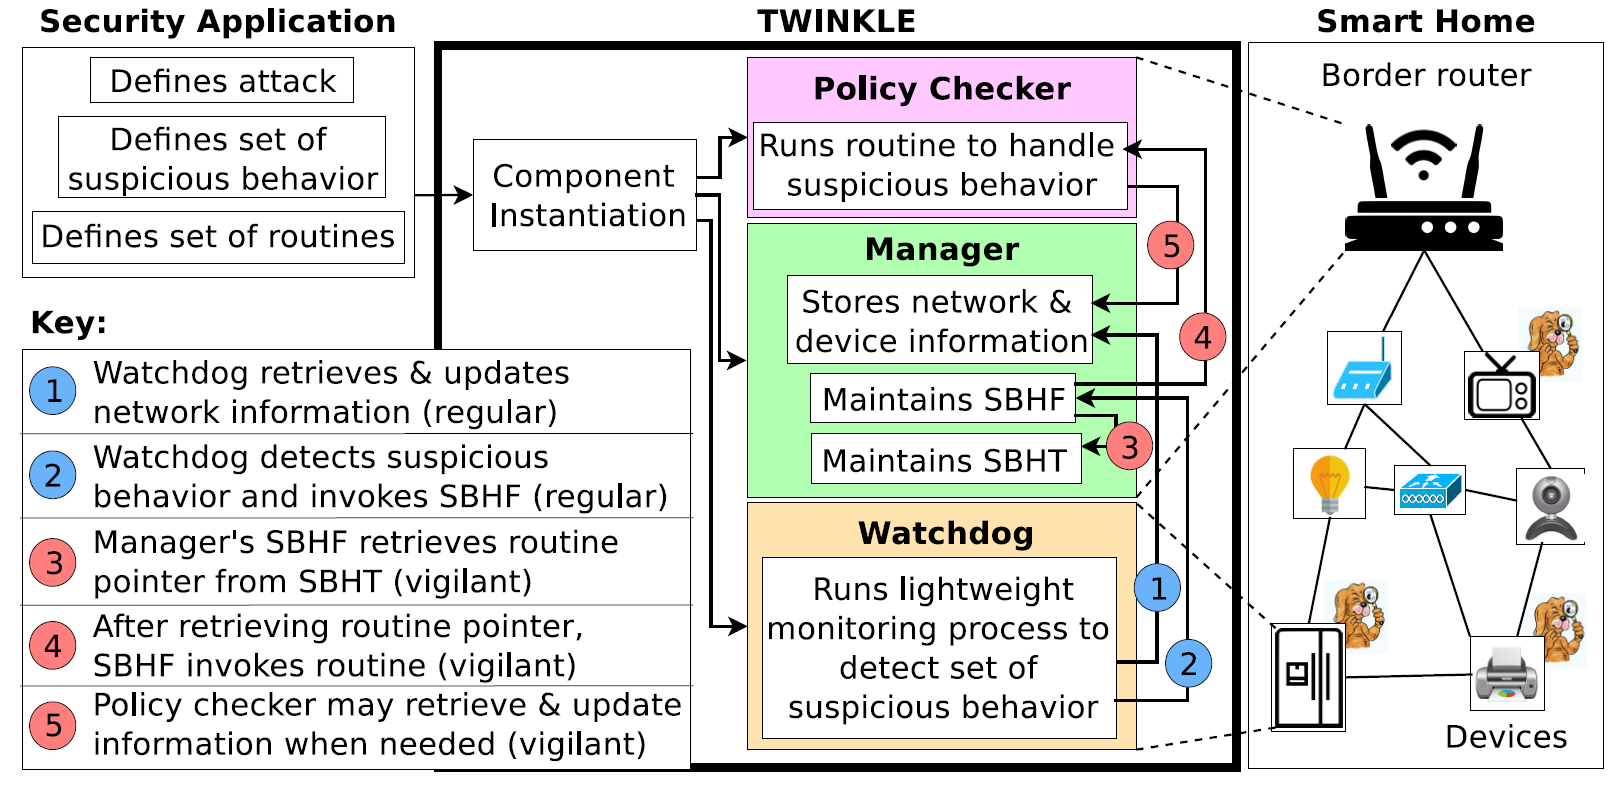 Security Application
Defines attack
Defines set of
suspicious behavior
Defines set of routines
Key:
1 Watchdog retrieves & updates
network information (regular)
2 Watchdog detects suspicious
behavior and invokes SBHF (regular)
3 Manager's SBHF retrieves routine
pointer from SBHT (vigilant)
4 After retrieving routine pointer,
SBHF invokes routine (vigilant)
5 Policy checker may retrieve & update
information when needed (vigilant)
TWINKLE
Component
Instantiation
Policy Checker
Runs routine to handle
suspicious behavior
Manager
Stores network &
device information
Maintains SBHF
Maintains SBHT
Watchdog
Runs lightweight
monitoring process to
detect set of
suspicious behavior
5
4
3
1
2
Smart Home
Border router
Devices